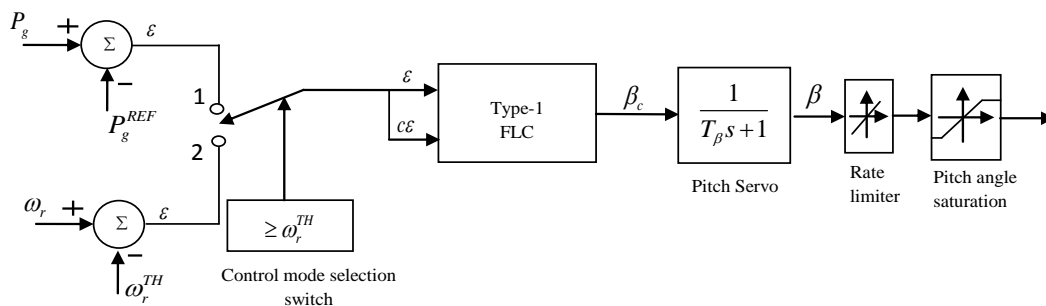 P_g
+
Σ
ε
−
P_g^{REF}
1
2
ω_r
+
Σ
ε
−
ω_r^{TH}
≥ ω_r^{TH}
Control mode selection
switch
ε
cε
Type-1
FLC
β_c
1
T_β s + 1
Pitch Servo
β
Rate
limiter
Pitch angle
saturation